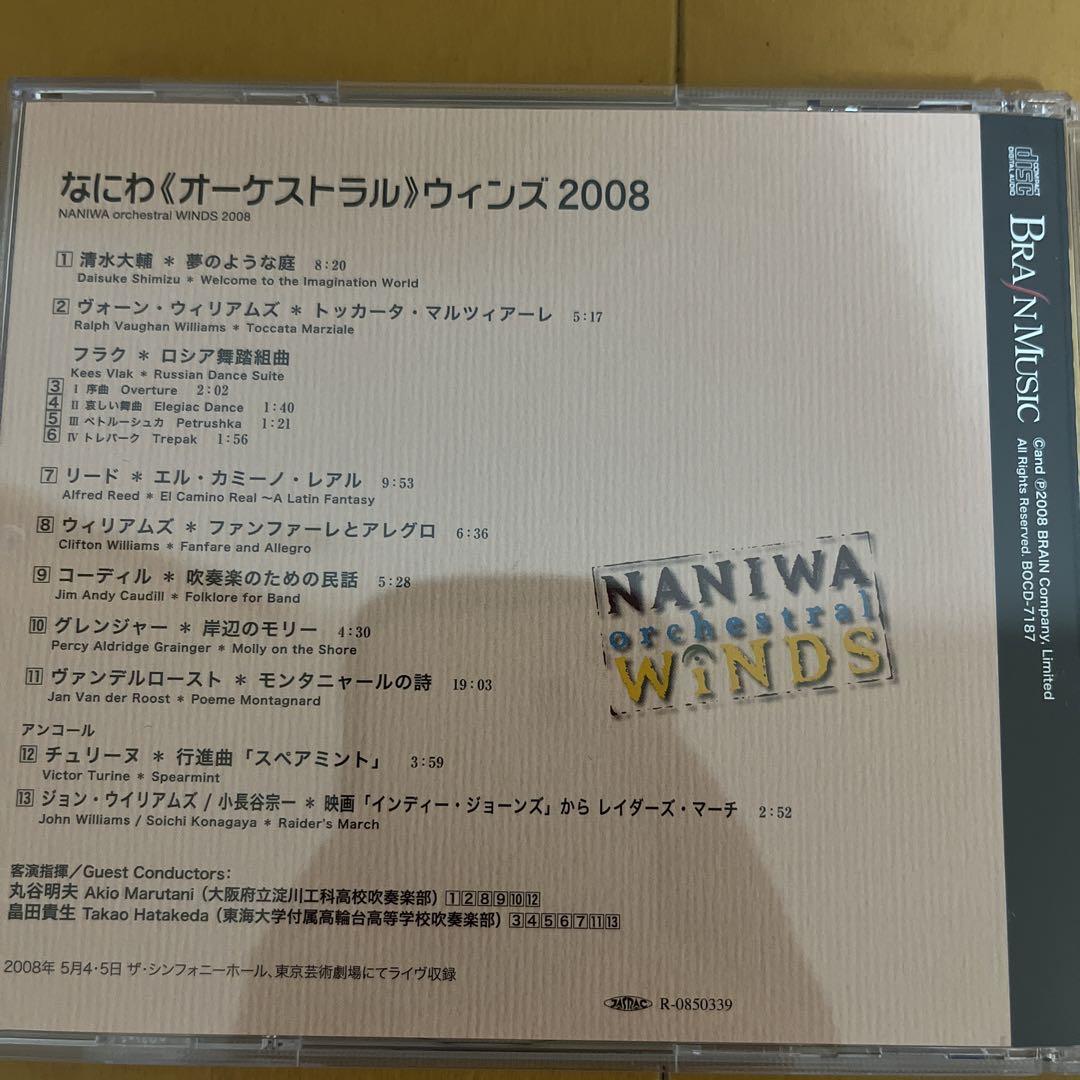 なにわ《オーケストラル》ウィンズ 2008
NANIWA orchestral WINDS 2008
1 清水大輔 * 夢のような庭 8:20
Daisuke Shimizu * Welcome to the Imagination World
2 ヴォーン・ウィリアムズ * トッカータ・マルツィアーレ 5:17
Ralph Vaughan Williams * Toccata Marziale
フラク * ロシア舞踏組曲
Kees Vlak * Russian Dance Suite
3 I 序曲 Overture 2:02
4 II 哀しい舞曲 Elegiac Dance 1:40
5 III ペトルーシュカ Petrushka 1:21
6 IV トレパーク Trepak 1:56
7 リード * エル・カミーノ・レアル 9:53
Alfred Reed * El Camino Real 〜A Latin Fantasy
8 ウィリアムズ * ファンファーレとアレグロ 6:36
Clifton Williams * Fanfare and Allegro
9 コーディル * 吹奏楽のための民話 5:28
Jim Andy Caudill * Folklore for Band
10 グレンジャー * 岸辺のモリー 4:30
Percy Aldridge Grainger * Molly on the Shore
11 ヴァンデルロースト * モンタニャールの詩 19:03
Jan Van der Roost * Poeme Montagnard
アンコール
12 チュリーヌ * 行進曲「スペアミント」 3:59
Victor Turine * Spearmint
13 ジョン・ウイリアムズ / 小長谷宗一 * 映画「インディー・ジョーンズ」から レイダーズ・マーチ 2:52
John Williams / Soichi Konagaya * Raider's March
客演指揮/Guest Conductors:
丸谷明夫 Akio Marutani (大阪府立淀川工科高校吹奏楽部) 1 2 8 9 10 12
畠田貴生 Takao Hatakeda (東海大学付属高輪台高等学校吹奏楽部) 3 4 5 6 7 11 13
2008年 5月4・5日 ザ・シンフォニーホール、東京芸術劇場にてライヴ収録
JASRAC R-0850339
NANIWA
orchestral
WINDS
COMPACT
disc
DIGITAL AUDIO
BRAIN MUSIC
©and ℗2008 BRAIN Company, Limited
All Rights Reserved. BOCD-7187